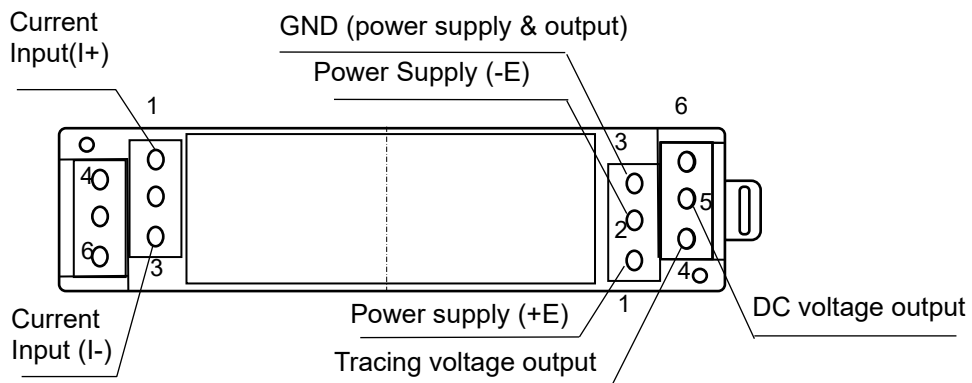 Current
Input(I+)
GND (power supply & output)
Power Supply (-E)
1
6
3
4
5
2
6
3
4
1
Current
Input (I-)
Power supply (+E)
DC voltage output
Tracing voltage output